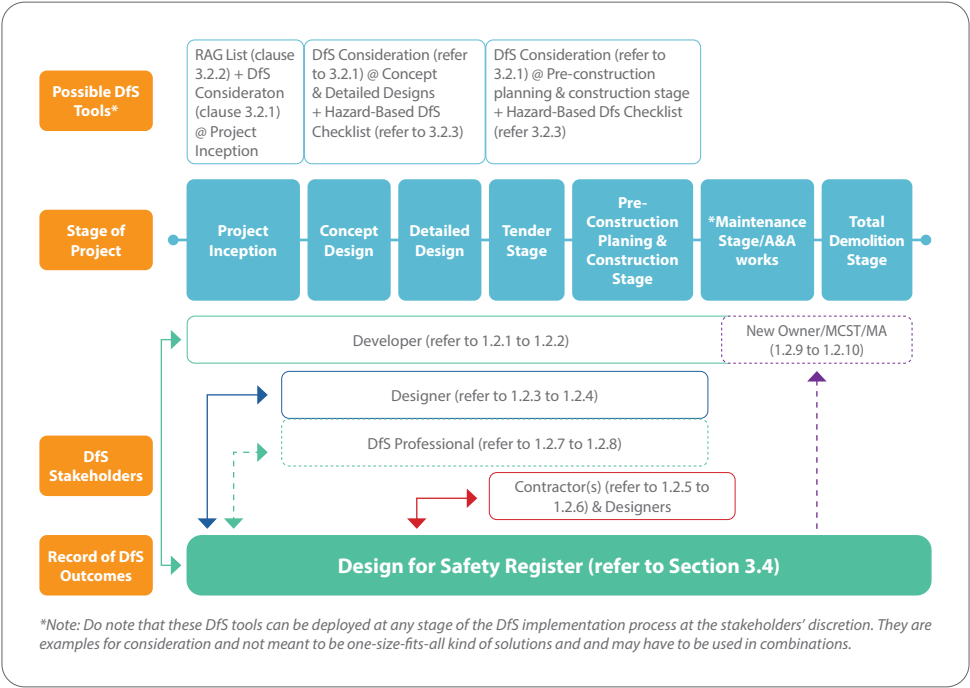 Possible DfS
Tools*
RAG List (clause
3.2.2) + DfS
Consideraton
(clause 3.2.1)
@ Project
Inception
DfS Consideration (refer
to 3.2.1) @ Concept
& Detailed Designs
+ Hazard-Based DfS
Checklist (refer to 3.2.3)
DfS Consideration (refer to
3.2.1) @ Pre-construction
planning & construction stage
+ Hazard-Based Dfs Checklist
(refer 3.2.3)
Stage of
Project
Project
Inception
Concept
Design
Detailed
Design
Tender
Stage
Pre-
Construction
Planing &
Construction
Stage
*Maintenance
Stage/A&A
works
Total
Demolition
Stage
DfS
Stakeholders
Developer (refer to 1.2.1 to 1.2.2)
New Owner/MCST/MA
(1.2.9 to 1.2.10)
Designer (refer to 1.2.3 to 1.2.4)
DfS Professional (refer to 1.2.7 to 1.2.8)
Contractor(s) (refer to 1.2.5 to
1.2.6) & Designers
Record of DfS
Outcomes
Design for Safety Register (refer to Section 3.4)
*Note: Do note that these DfS tools can be deployed at any stage of the DfS implementation process at the stakeholders' discretion. They are
examples for consideration and not meant to be one-size-fits-all kind of solutions and and may have to be used in combinations.